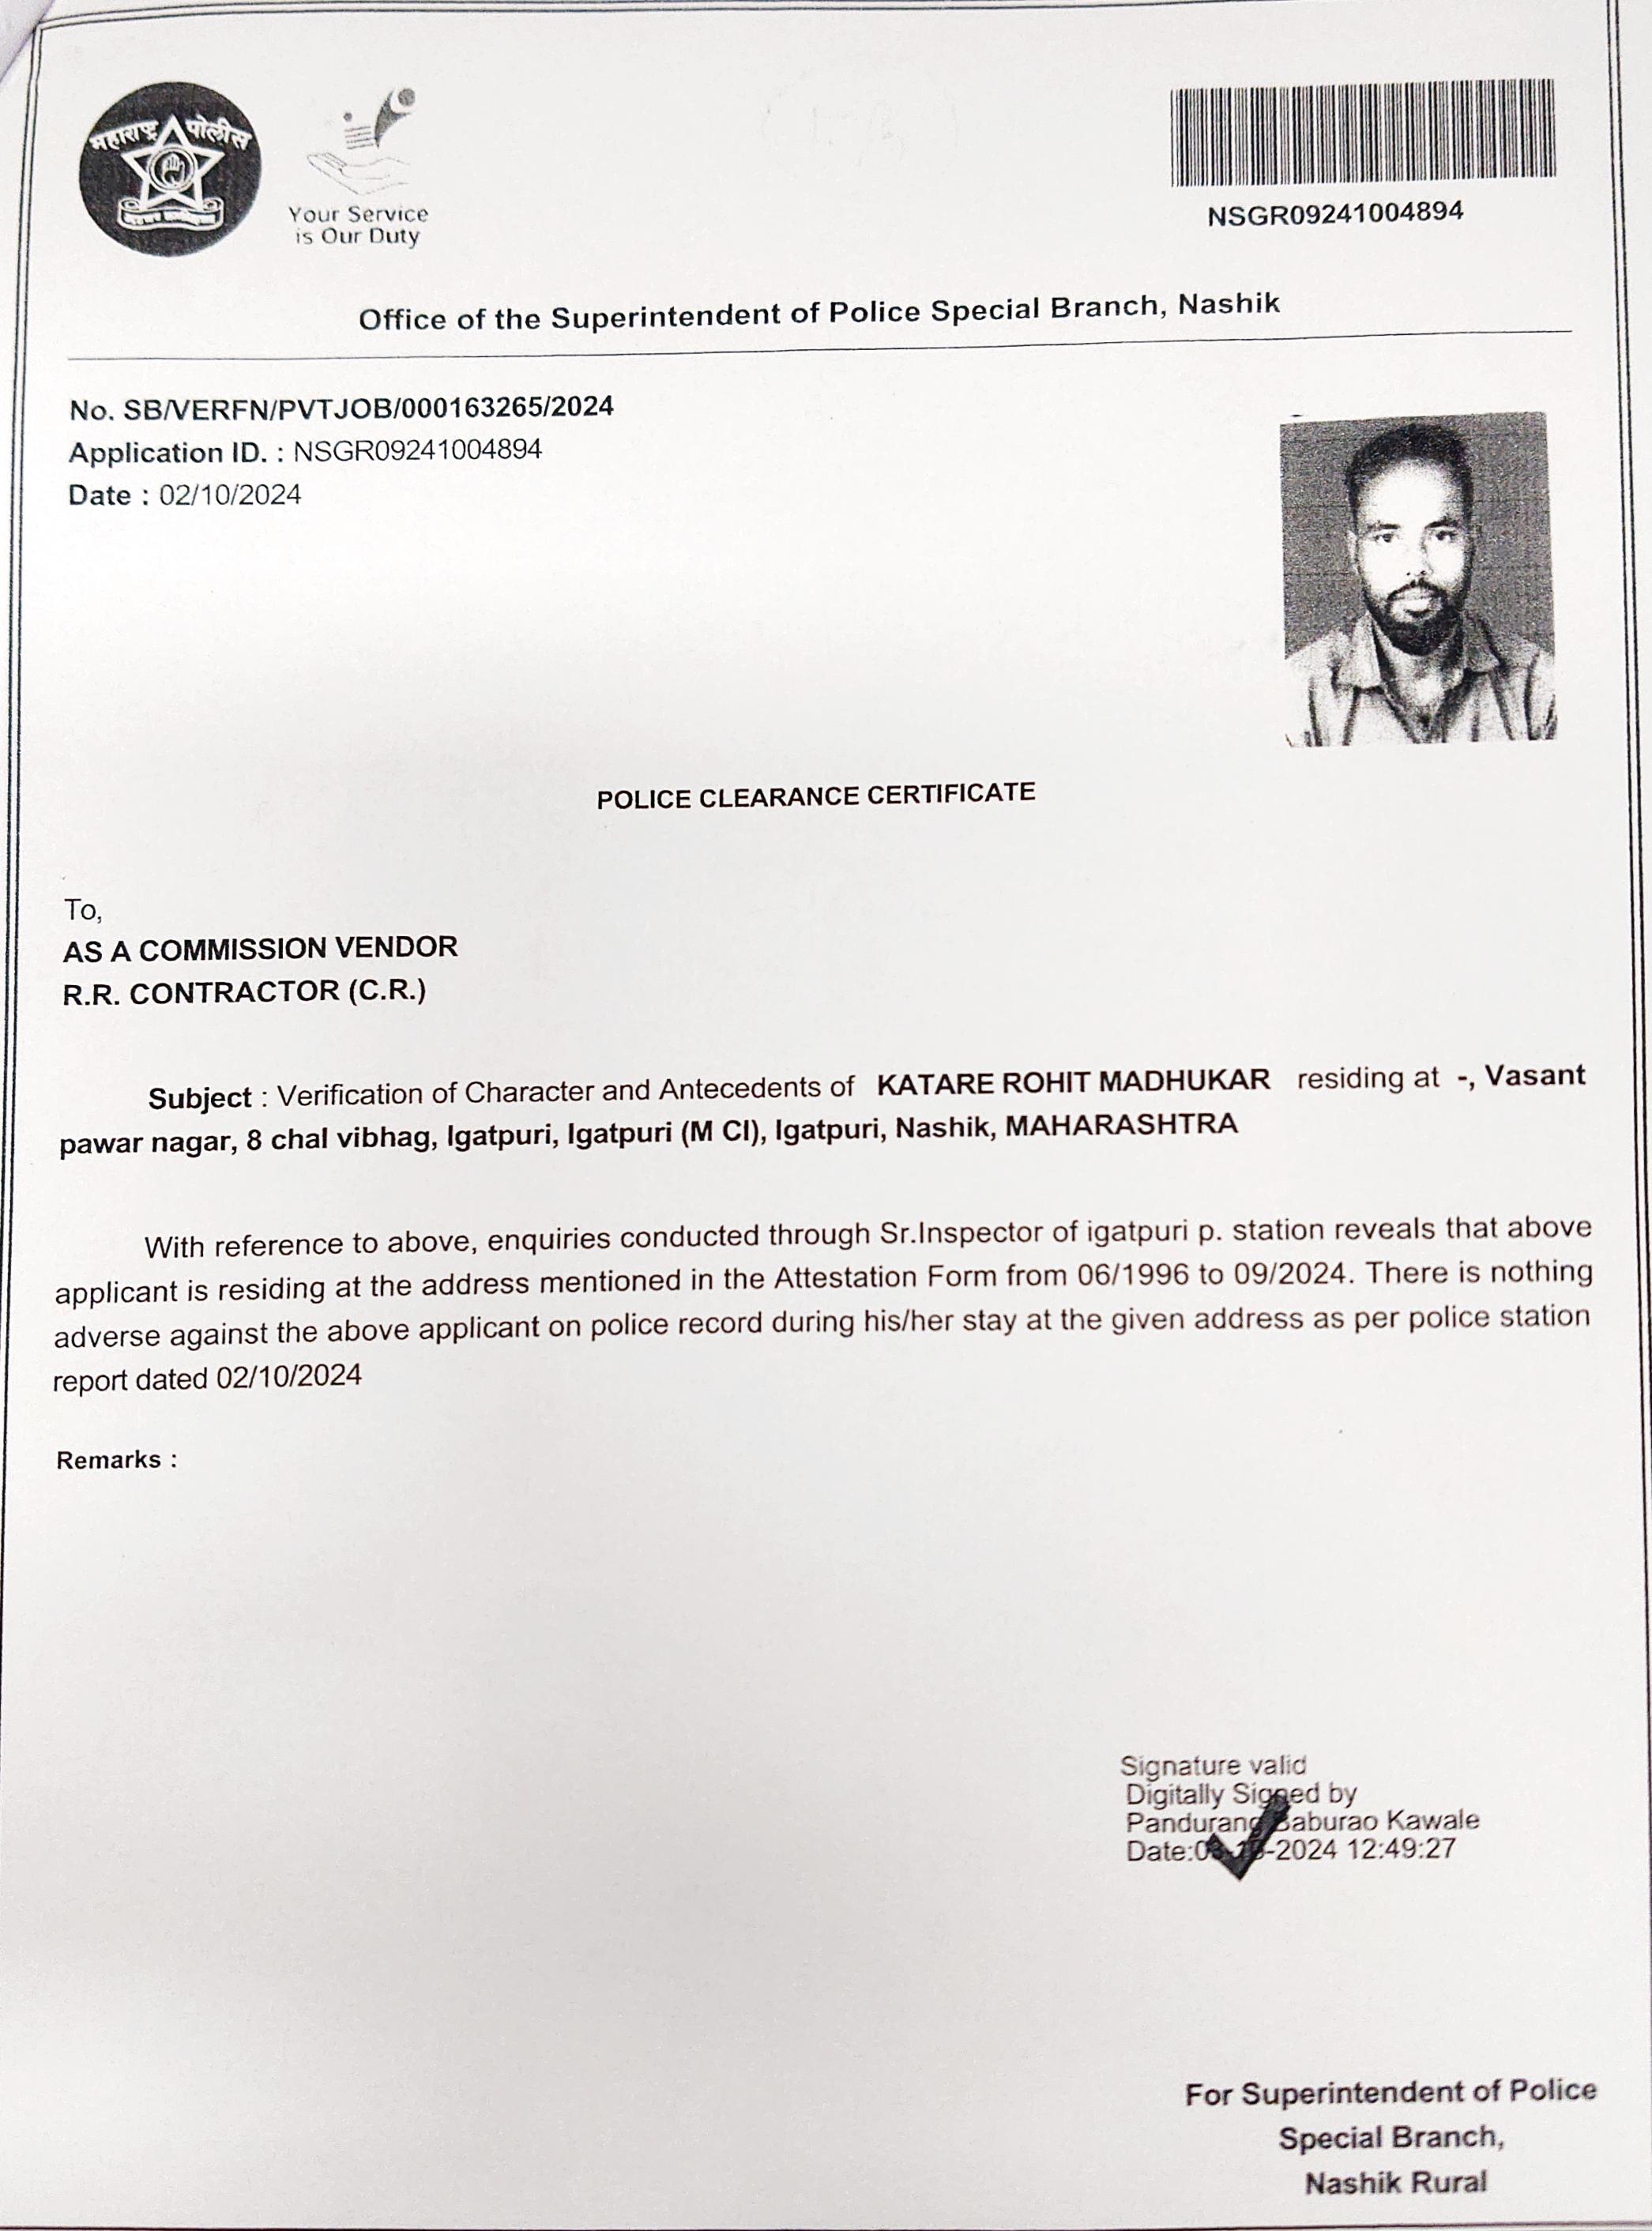 महाराष्ट्र पोलीस
Your Service
is Our Duty
NSGR09241004894
Office of the Superintendent of Police Special Branch, Nashik
No. SB/VERFN/PVTJOB/000163265/2024
Application ID. : NSGR09241004894
Date : 02/10/2024
POLICE CLEARANCE CERTIFICATE
To,
AS A COMMISSION VENDOR
R.R. CONTRACTOR (C.R.)
Subject : Verification of Character and Antecedents of KATARE ROHIT MADHUKAR residing at -, Vasant
pawar nagar, 8 chal vibhag, Igatpuri, Igatpuri (M Cl), Igatpuri, Nashik, MAHARASHTRA
With reference to above, enquiries conducted through Sr.Inspector of igatpuri p. station reveals that above
applicant is residing at the address mentioned in the Attestation Form from 06/1996 to 09/2024. There is nothing
adverse against the above applicant on police record during his/her stay at the given address as per police station
report dated 02/10/2024
Remarks :
Signature valid
Digitally Signed by
Pandurang Baburao Kawale
Date: -2024 12:49:27
For Superintendent of Police
Special Branch,
Nashik Rural